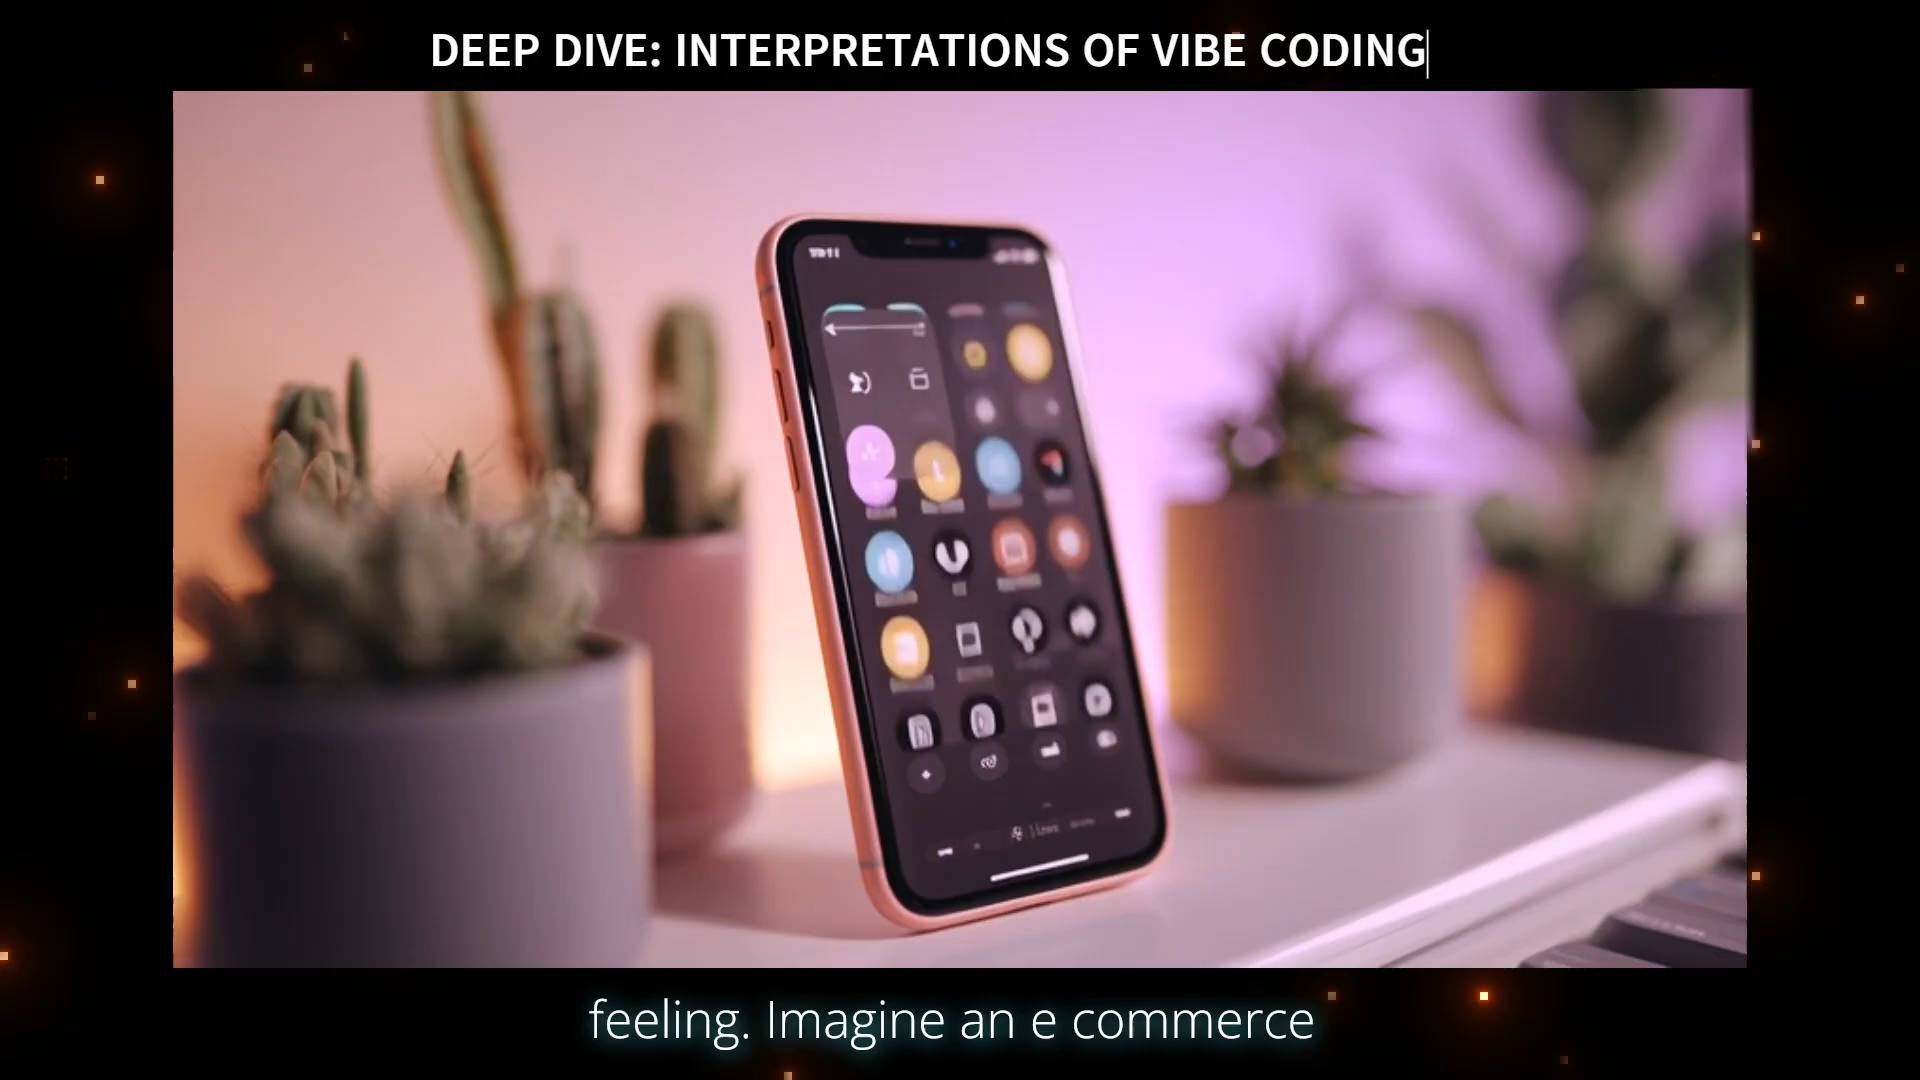 DEEP DIVE: INTERPRETATIONS OF VIBE CODING
feeling. Imagine an e commerce